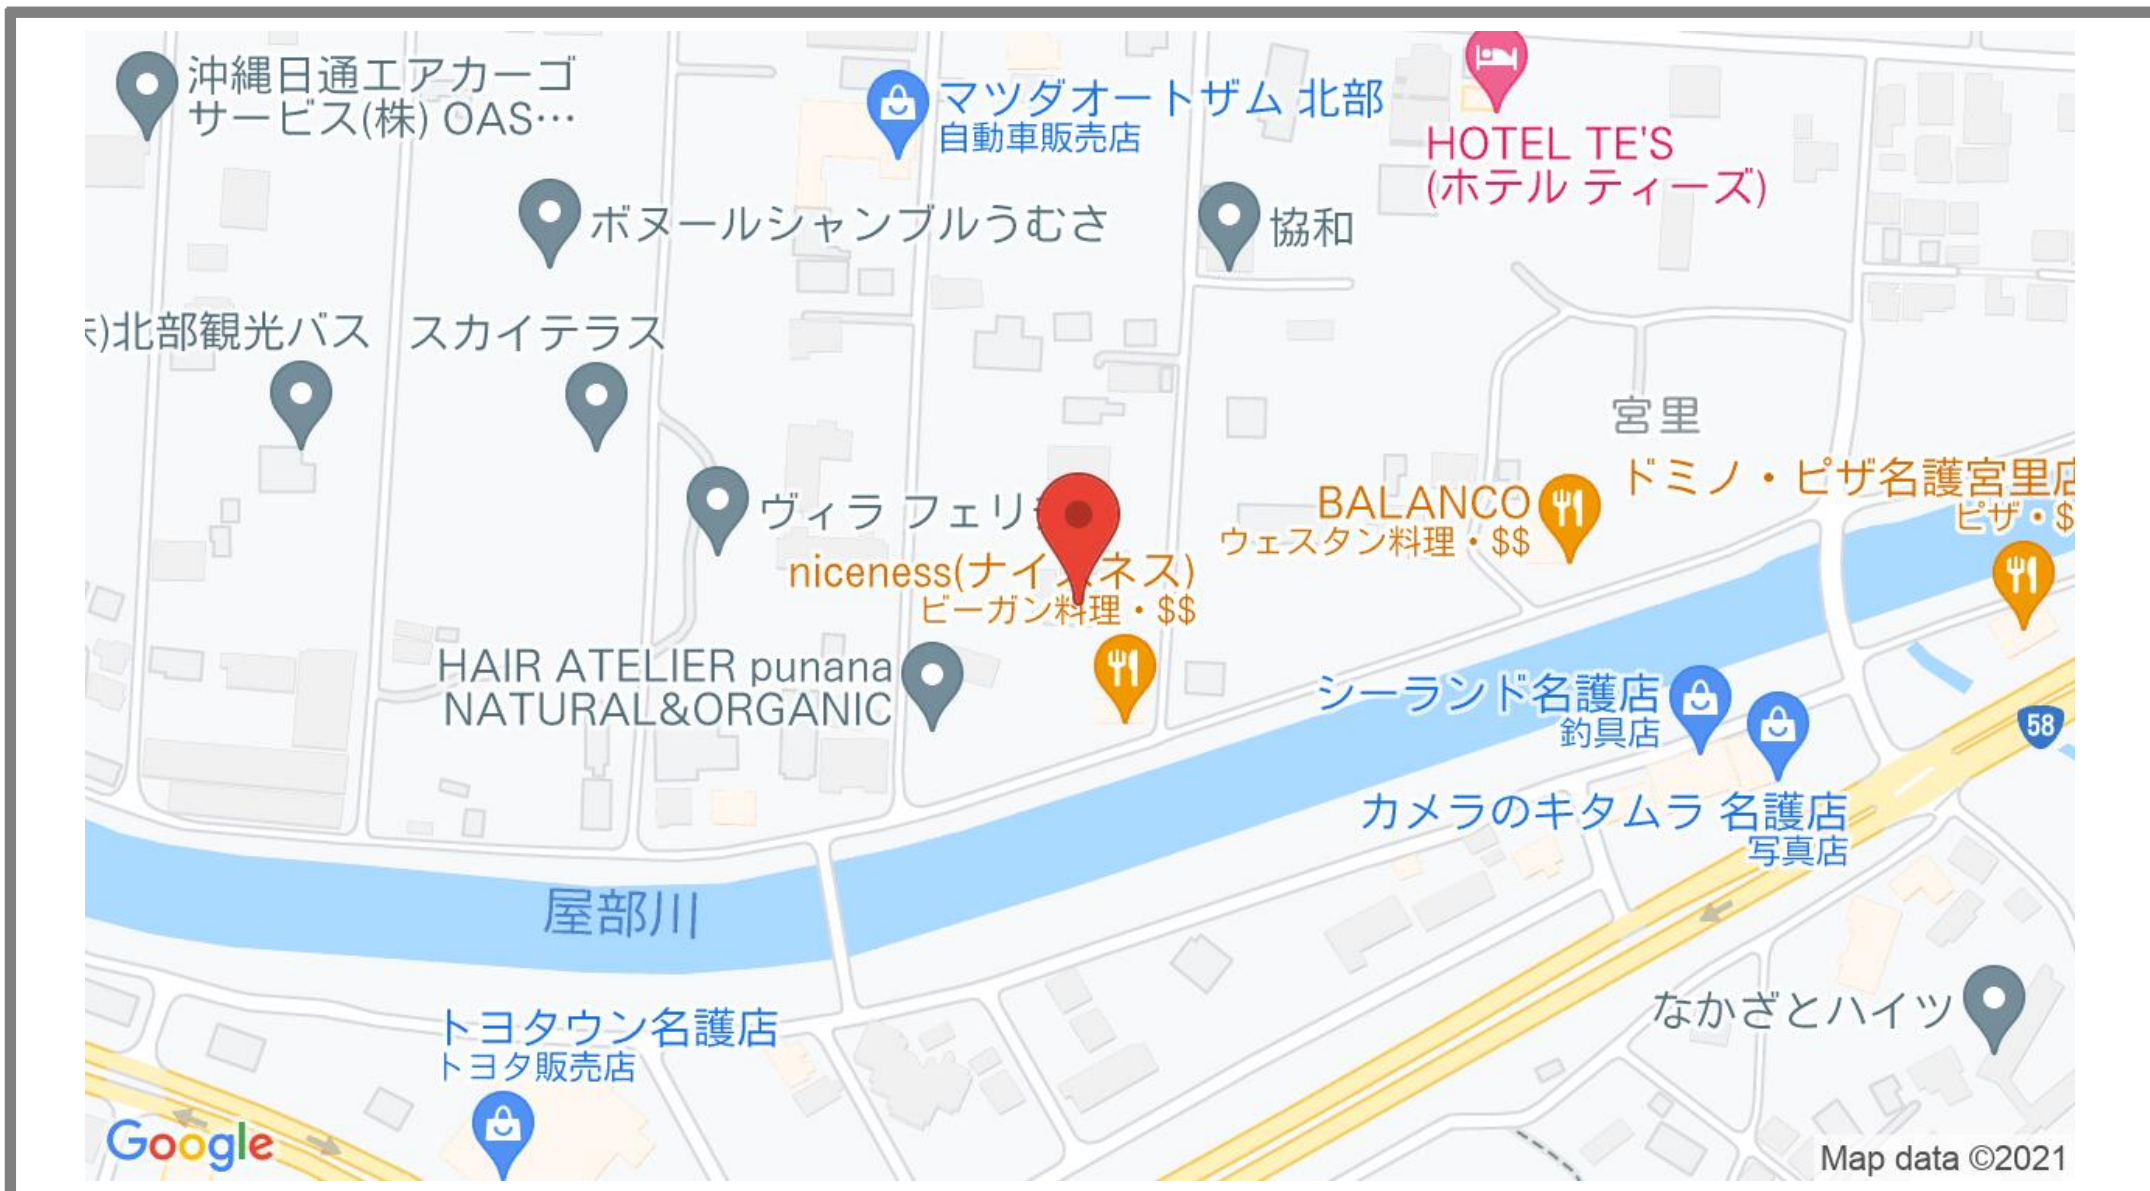 沖縄日通エアカーゴ
サービス(株) OAS…
マツダオートザム 北部
自動車販売店
HOTEL TE'S
(ホテル ティーズ)
ボヌールシャンブルうむさ
協和
)北部観光バス
スカイテラス
宮里
ヴィラ フェリ
niceness(ナイスネス)
ビーガン料理・$$
BALANCO
ウェスタン料理・$$
ドミノ・ピザ名護宮里店
ピザ・$
HAIR ATELIER punana
NATURAL&ORGANIC
シーランド名護店
釣具店
58
カメラのキタムラ 名護店
写真店
屋部川
トヨタウン名護店
トヨタ販売店
なかざとハイツ
Google
Map data ©2021